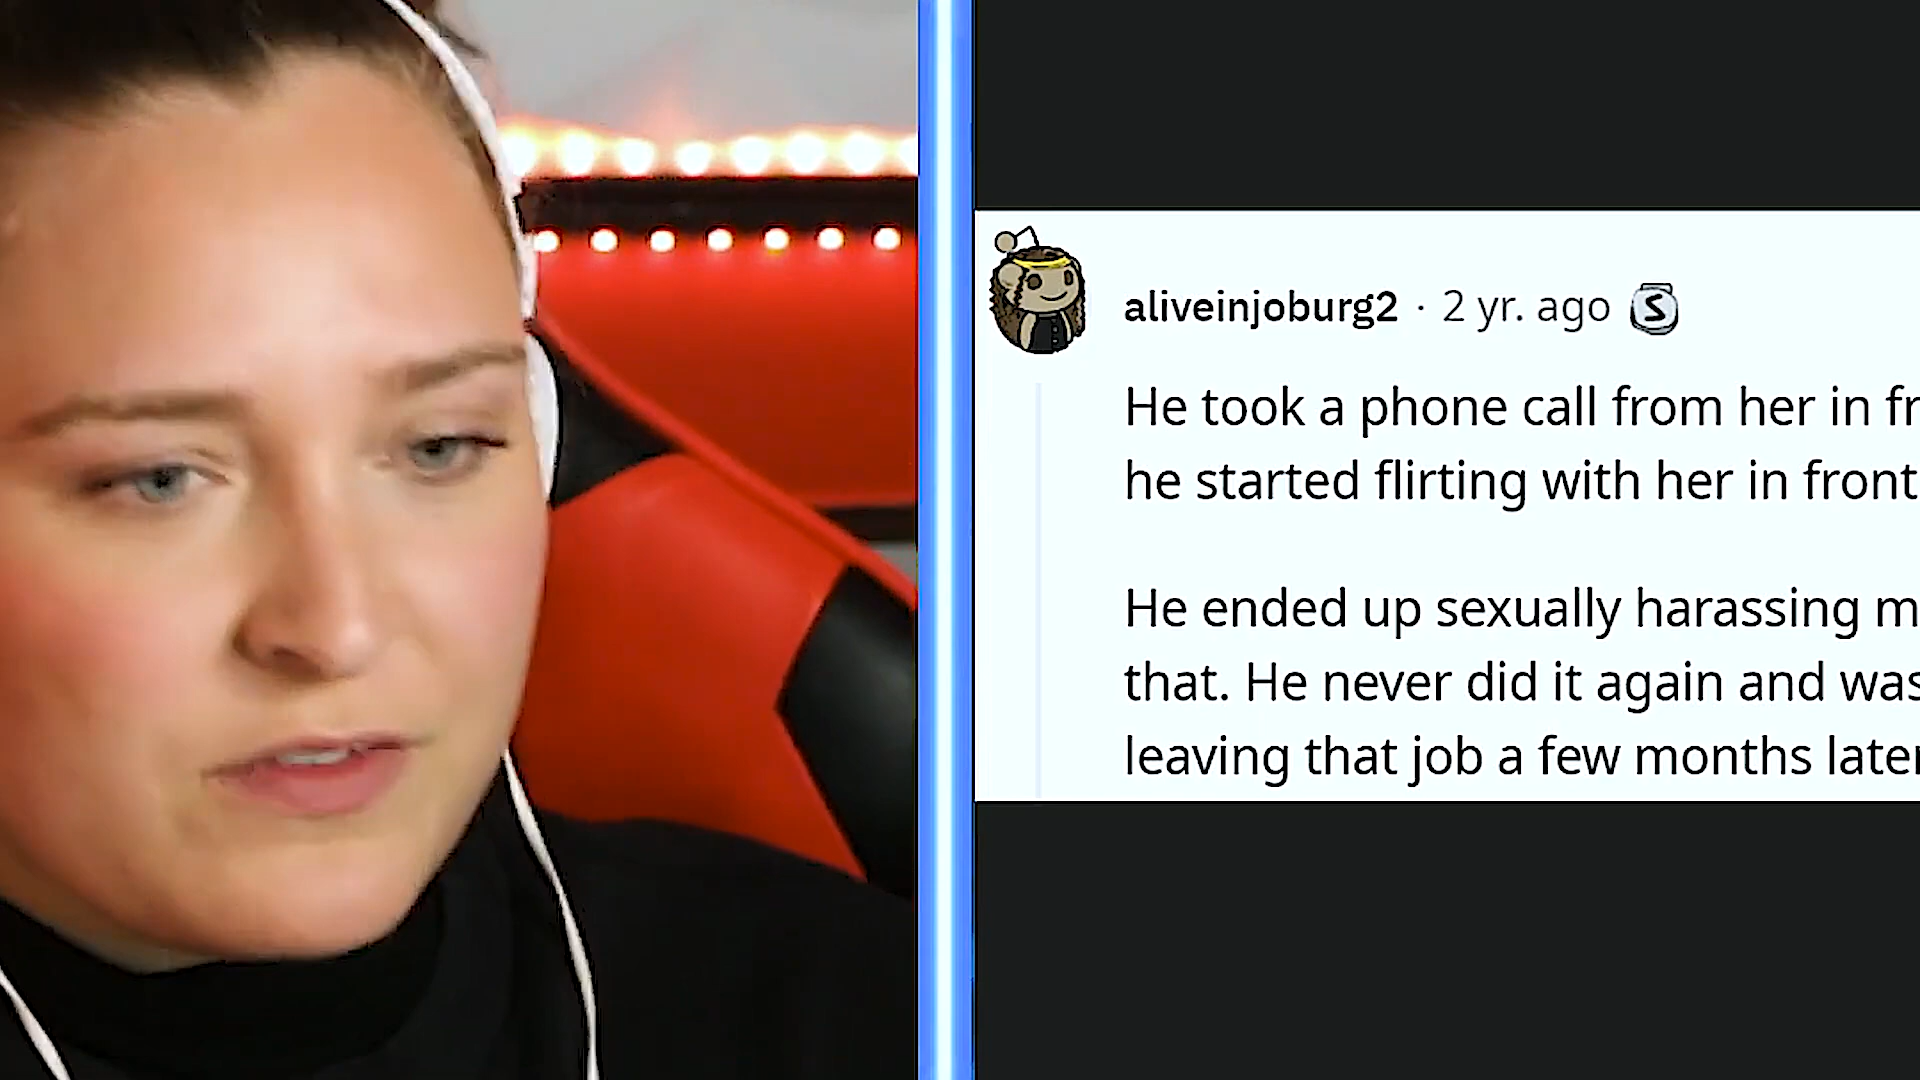 aliveinjoburg2 · 2 yr. ago S
He took a phone call from her in
he started flirting with her in front
He ended up sexually harassing
that. He never did it again and
leaving that job a few months later